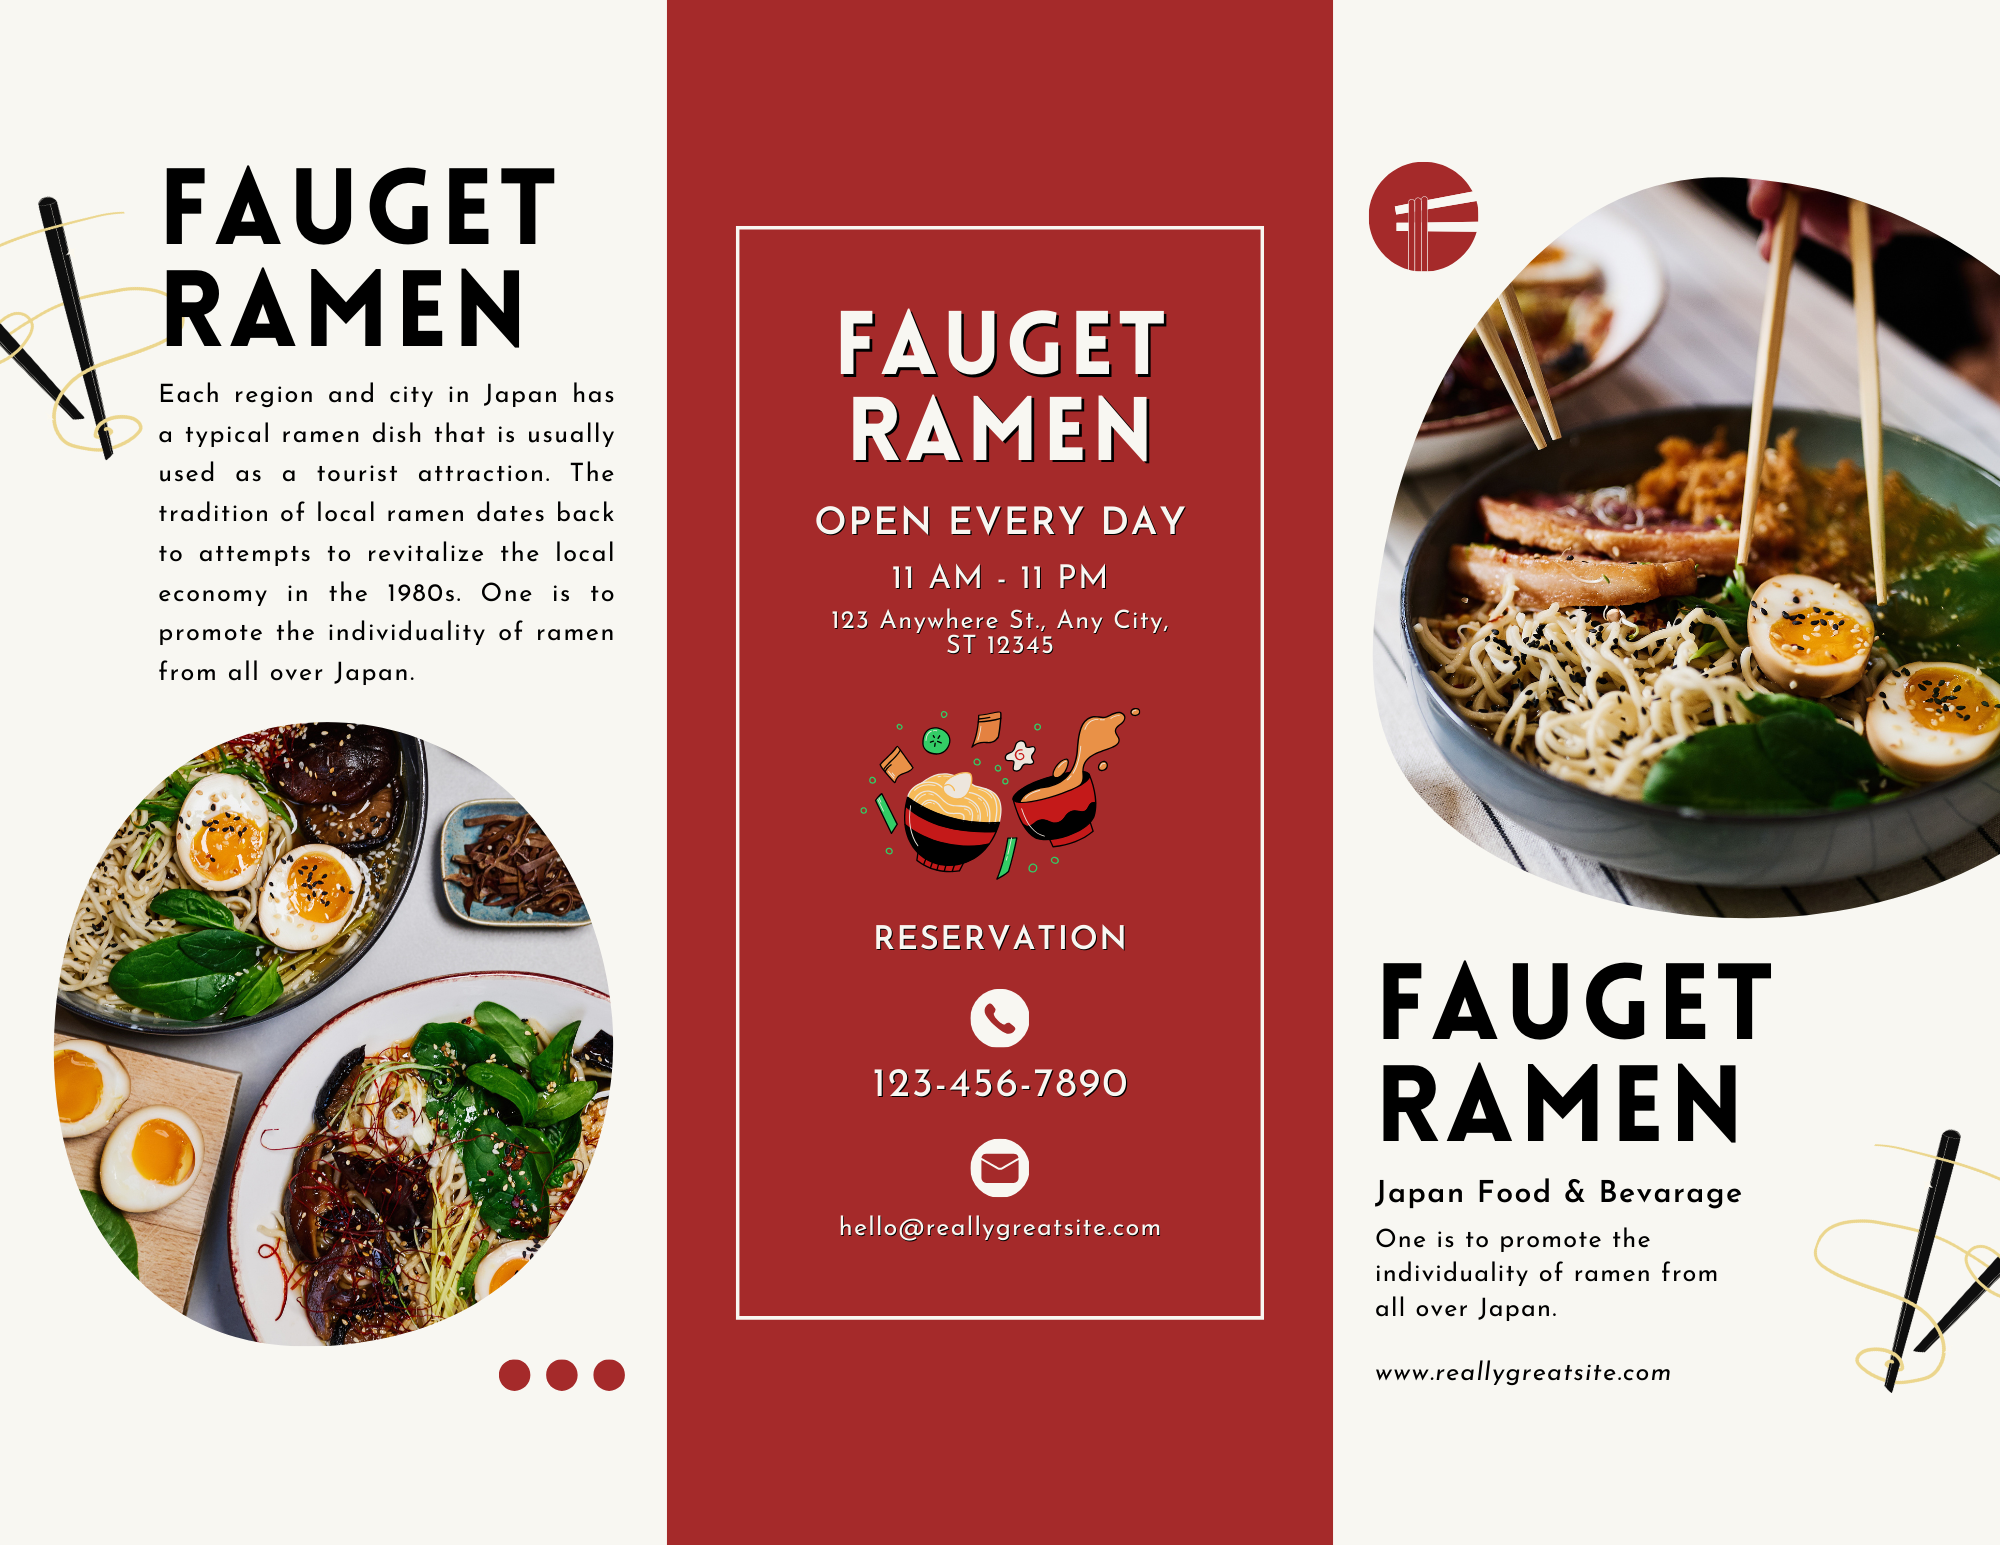 FAUGET
RAMEN
Each region and city in Japan has
a typical ramen dish that is usually
used as a tourist attraction. The
tradition of local ramen dates back
to attempts to revitalize the local
economy in the 1980s. One is to
promote the individuality of ramen
from all over Japan.
FAUGET
RAMEN
OPEN EVERY DAY
11 AM - 11 PM
123 Anywhere St., Any City,
ST 12345
RESERVATION
123-456-7890
hello@reallygreatsite.com
FAUGET
RAMEN
Japan Food & Bevarage
One is to promote the
individuality of ramen from
all over Japan.
www.reallygreatsite.com